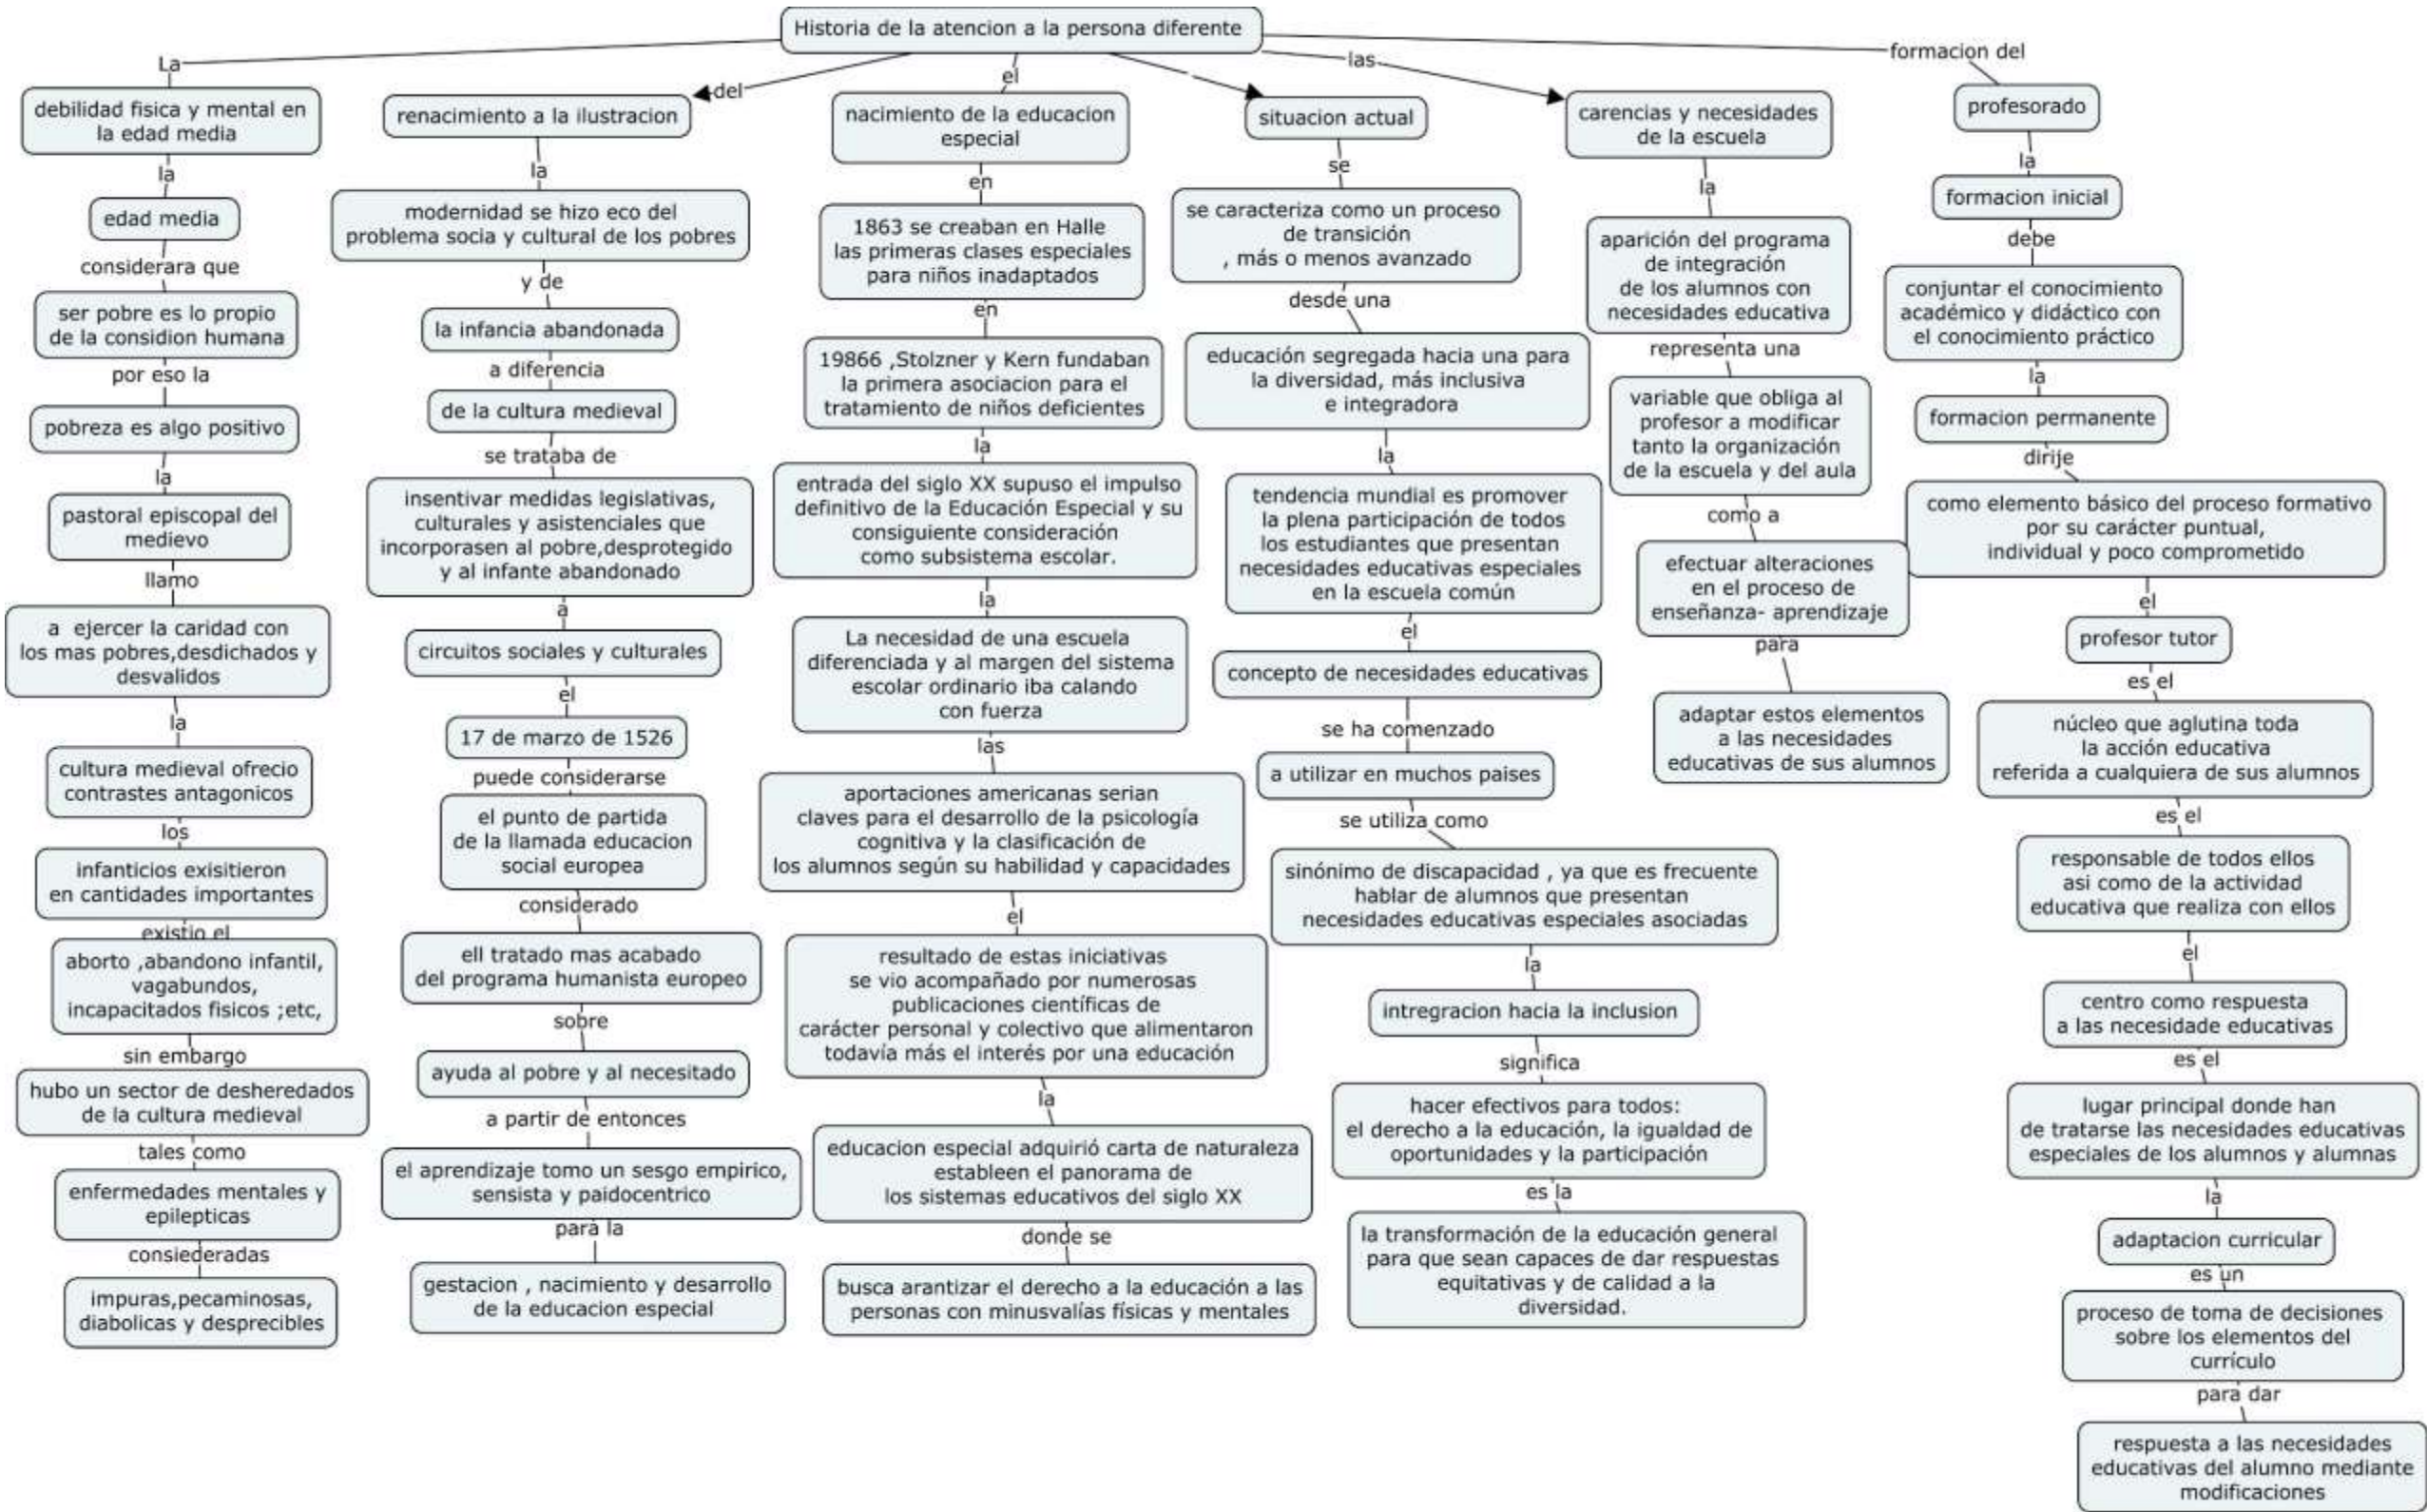 Historia de la atencion a la persona diferente
La
debilidad fisica y mental en
la edad media
la
edad media
considerara que
ser pobre es lo propio
de la considion humana
por eso la
pobreza es algo positivo
la
pastoral episcopal del
medievo
llamo
a ejercer la caridad con
los mas pobres,desdichados y
desvalidos
la
cultura medieval ofrecio
contrastes antagonicos
los
infanticios exisitieron
en cantidades importantes
existio el
aborto ,abandono infantil,
vagabundos,
incapacitados fisicos ;etc,
sin embargo
hubo un sector de desheredados
de la cultura medieval
tales como
enfermedades mentales y
epilepticas
consiederadas
impuras,pecaminosas,
diabolicas y desprecibles
del
renacimiento a la ilustracion
la
modernidad se hizo eco del
problema socia y cultural de los pobres
y de
la infancia abandonada
a diferencia
de la cultura medieval
se trataba de
insentivar medidas legislativas,
culturales y asistenciales que
incorporasen al pobre,desprotegido
y al infante abandonado
a
circuitos sociales y culturales
el
17 de marzo de 1526
puede considerarse
el punto de partida
de la llamada educacion
social europea
considerado
ell tratado mas acabado
del programa humanista europeo
sobre
ayuda al pobre y al necesitado
a partir de entonces
el aprendizaje tomo un sesgo empirico,
sensista y paidocentrico
para la
gestacion , nacimiento y desarrollo
de la educacion especial
el
nacimiento de la educacion
especial
en
1863 se creaban en Halle
las primeras clases especiales
para niños inadaptados
en
19866 ,Stolzner y Kern fundaban
la primera asociacion para el
tratamiento de niños deficientes
la
entrada del siglo XX supuso el impulso
definitivo de la Educación Especial y su
consiguiente consideración
como subsistema escolar.
la
La necesidad de una escuela
diferenciada y al margen del sistema
escolar ordinario iba calando
con fuerza
las
aportaciones americanas serian
claves para el desarrollo de la psicología
cognitiva y la clasificación de
los alumnos según su habilidad y capacidades
el
resultado de estas iniciativas
se vio acompañado por numerosas
publicaciones científicas de
carácter personal y colectivo que alimentaron
todavía más el interés por una educación
la
educacion especial adquirió carta de naturaleza
estableen el panorama de
los sistemas educativos del siglo XX
donde se
busca arantizar el derecho a la educación a las
personas con minusvalías físicas y mentales
situacion actual
se
se caracteriza como un proceso
de transición
, más o menos avanzado
desde una
educación segregada hacia una para
la diversidad, más inclusiva
e integradora
la
tendencia mundial es promover
la plena participación de todos
los estudiantes que presentan
necesidades educativas especiales
en la escuela común
el
concepto de necesidades educativas
se ha comenzado
a utilizar en muchos paises
se utiliza como
sinónimo de discapacidad , ya que es frecuente
hablar de alumnos que presentan
necesidades educativas especiales asociadas
la
intregracion hacia la inclusion
significa
hacer efectivos para todos:
el derecho a la educación, la igualdad de
oportunidades y la participación
es la
la transformación de la educación general
para que sean capaces de dar respuestas
equitativas y de calidad a la
diversidad.
las
carencias y necesidades
de la escuela
la
aparición del programa
de integración
de los alumnos con
necesidades educativa
representa una
variable que obliga al
profesor a modificar
tanto la organización
de la escuela y del aula
como a
efectuar alteraciones
en el proceso de
enseñanza- aprendizaje
para
adaptar estos elementos
a las necesidades
educativas de sus alumnos
formacion del
profesorado
la
formacion inicial
debe
conjuntar el conocimiento
académico y didáctico con
el conocimiento práctico
la
formacion permanente
dirije
como elemento básico del proceso formativo
por su carácter puntual,
individual y poco comprometido
el
profesor tutor
es el
núcleo que aglutina toda
la acción educativa
referida a cualquiera de sus alumnos
es el
responsable de todos ellos
asi como de la actividad
educativa que realiza con ellos
el
centro como respuesta
a las necesidade educativas
es el
lugar principal donde han
de tratarse las necesidades educativas
especiales de los alumnos y alumnas
la
adaptacion curricular
es un
proceso de toma de decisiones
sobre los elementos del
currículo
para dar
respuesta a las necesidades
educativas del alumno mediante
modificaciones